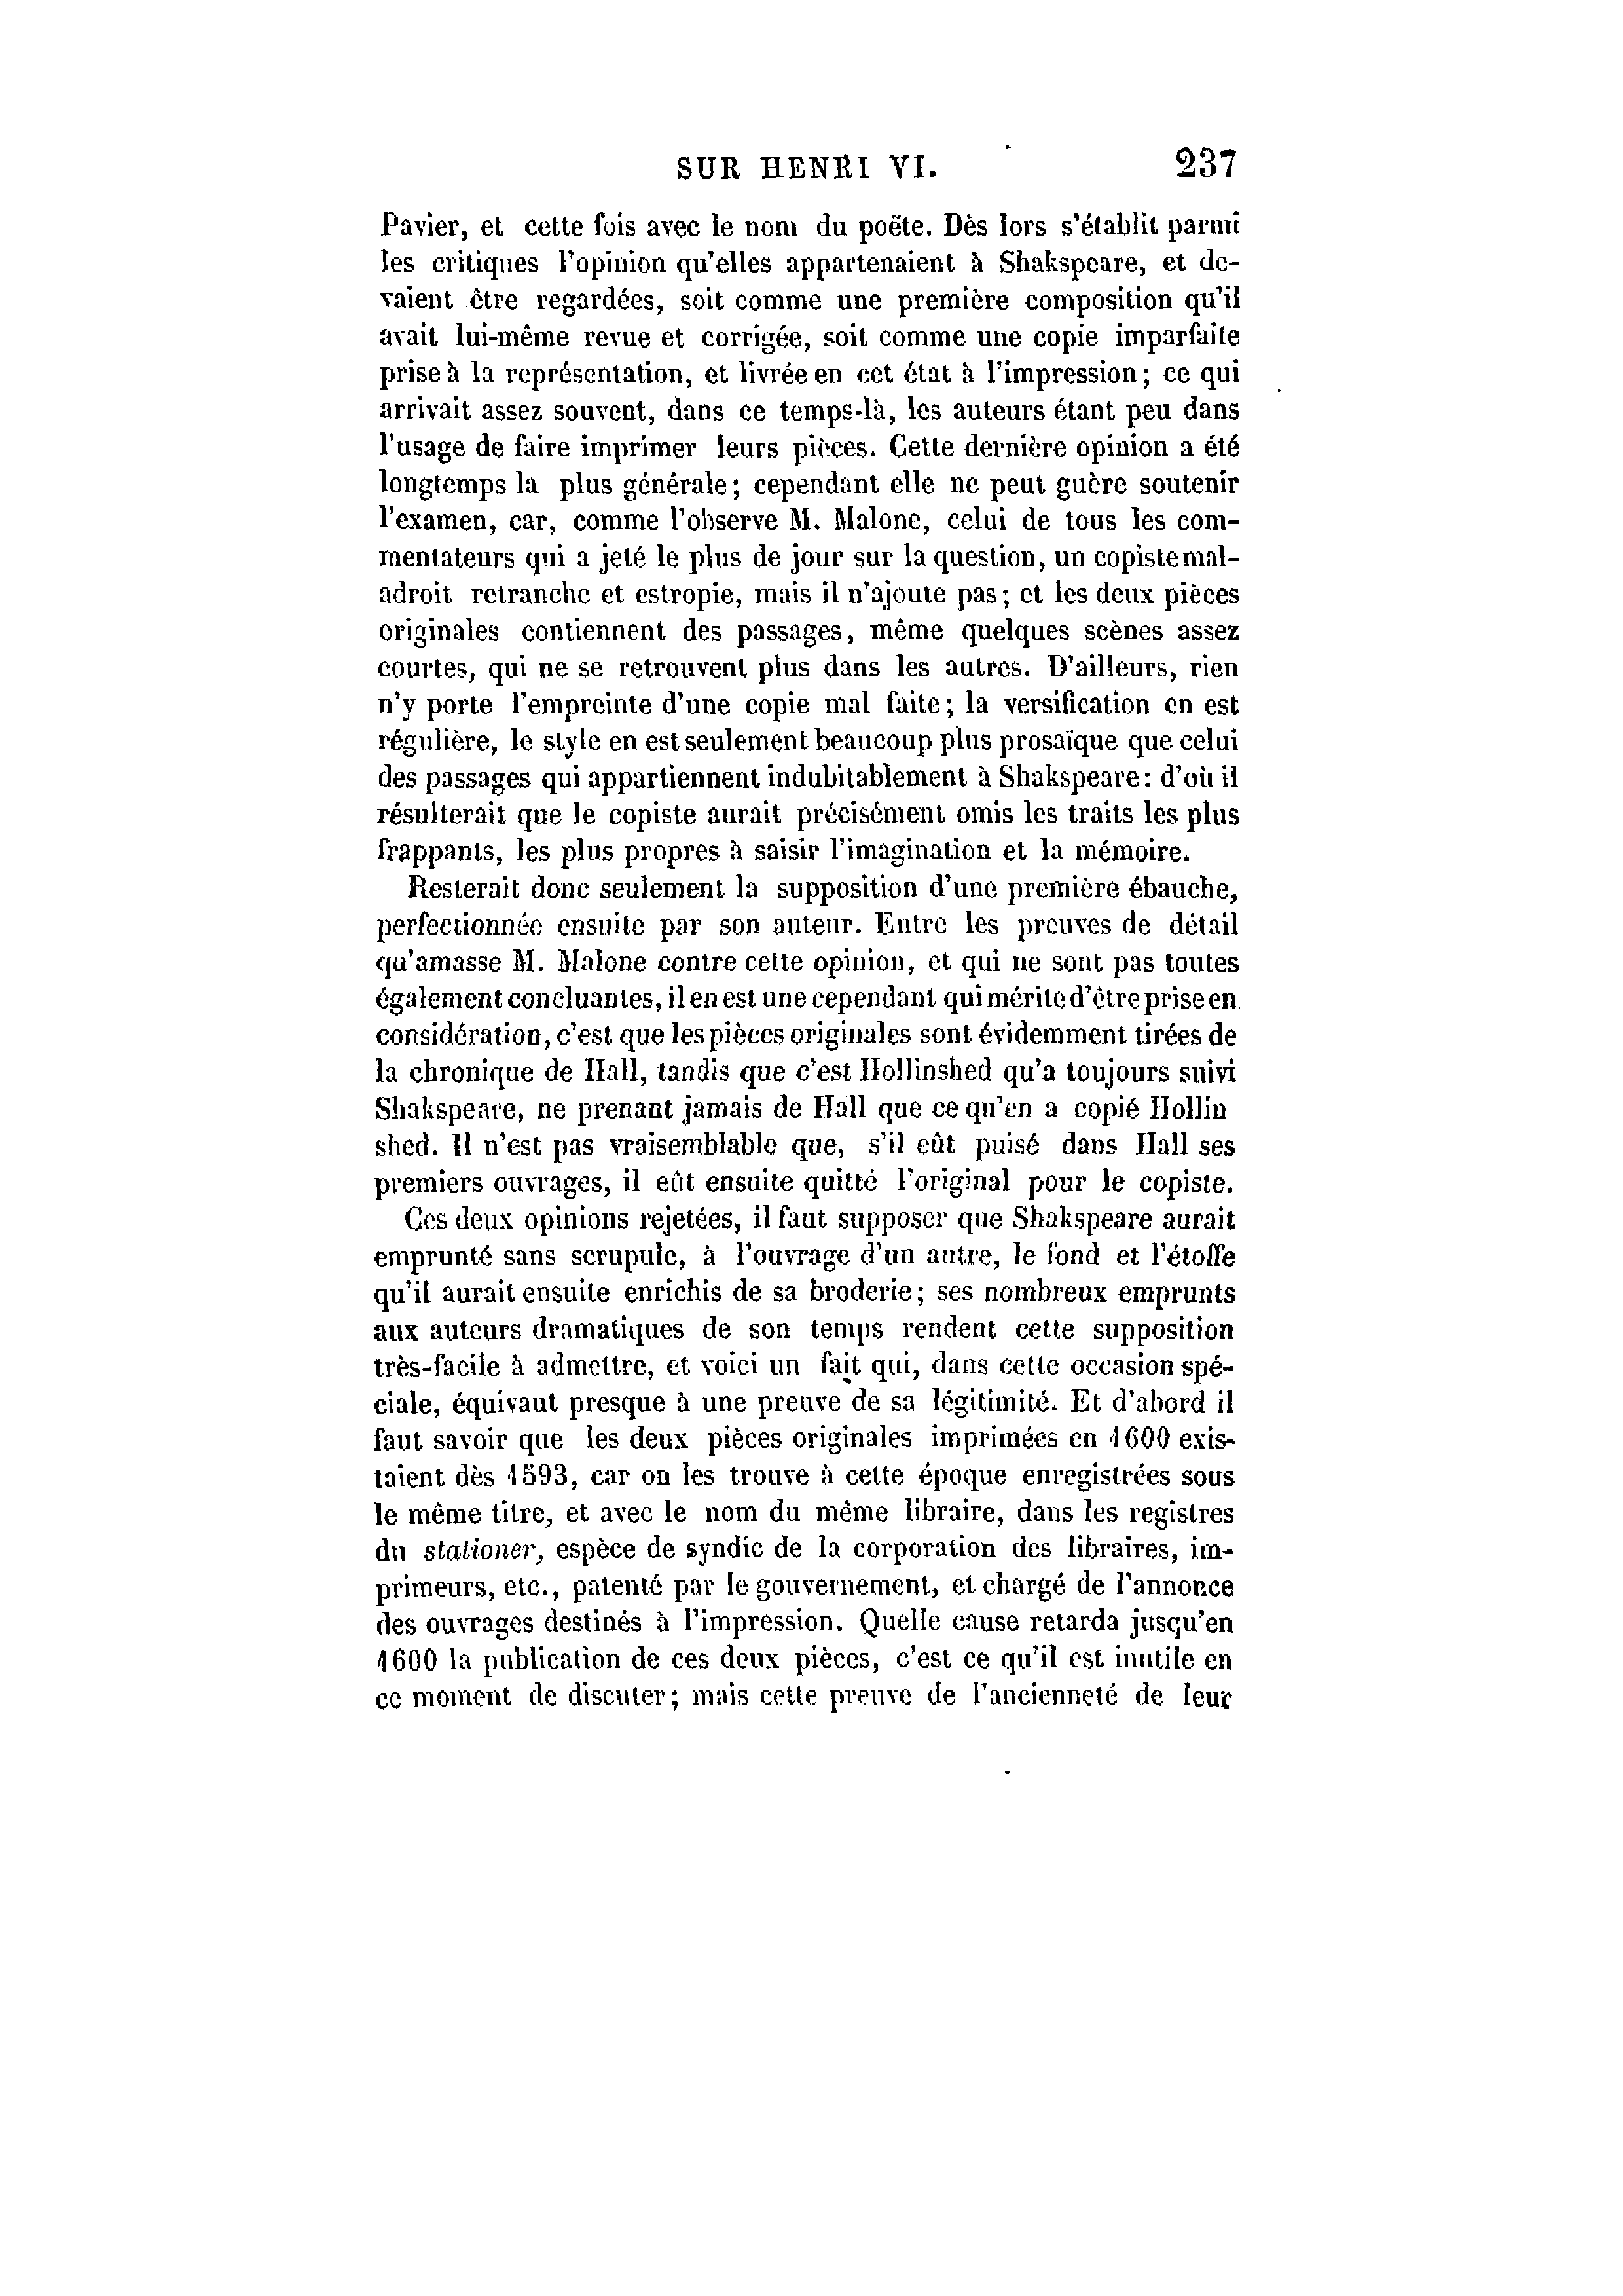 SUR HENRI VI. 237
Pavier, et cette fois avec le nom du poëte. Dès lors s'établit parmi
les critiques l'opinion qu'elles appartenaient à Shakspeare, et de-
vaient être regardées, soit comme une première composition qu'il
avait lui-même revue et corrigée, soit comme une copie imparfaite
prise à la représentation, et livrée en cet état à l'impression; ce qui
arrivait assez souvent, dans ce temps-là, les auteurs étant peu dans
l'usage de faire imprimer leurs pièces. Cette dernière opinion a été
longtemps la plus générale; cependant elle ne peut guère soutenir
l'examen, car, comme l'observe M. Malone, celui de tous les com-
mentateurs qui a jeté le plus de jour sur la question, un copiste mal-
adroit retranche et estropie, mais il n'ajoute pas; et les deux pièces
originales contiennent des passages, même quelques scènes assez
courtes, qui ne se retrouvent plus dans les autres. D'ailleurs, rien
n'y porte l'empreinte d'une copie mal faite; la versification en est
régulière, le style en est seulement beaucoup plus prosaïque que celui
des passages qui appartiennent indubitablement à Shakspeare: d'où il
résulterait que le copiste aurait précisément omis les traits les plus
frappants, les plus propres à saisir l'imagination et la mémoire.
Resterait donc seulement la supposition d'une première ébauche,
perfectionnée ensuite par son auteur. Entre les preuves de détail
qu'amasse M. Malone contre cette opinion, et qui ne sont pas toutes
également concluantes, il en est une cependant qui mérite d'être prise en
considération, c'est que les pièces originales sont évidemment tirées de
la chronique de Hall, tandis que c'est Hollinshed qu'a toujours suivi
Shakspeare, ne prenant jamais de Hall que ce qu'en a copié Hollin
shed. Il n'est pas vraisemblable que, s'il eût puisé dans Hall ses
premiers ouvrages, il eût ensuite quitté l'original pour le copiste.
Ces deux opinions rejetées, il faut supposer que Shakspeare aurait
emprunté sans scrupule, à l'ouvrage d'un autre, le fond et l'étoffe
qu'il aurait ensuite enrichis de sa broderie; ses nombreux emprunts
aux auteurs dramatiques de son temps rendent cette supposition
très-facile à admettre, et voici un fait qui, dans cette occasion spé-
ciale, équivaut presque à une preuve de sa légitimité. Et d'abord il
faut savoir que les deux pièces originales imprimées en 1600 exis-
taient dès 1593, car on les trouve à cette époque enregistrées sous
le même titre, et avec le nom du même libraire, dans les registres
du stationer, espèce de syndic de la corporation des libraires, im-
primeurs, etc., patenté par le gouvernement, et chargé de l'annonce
des ouvrages destinés à l'impression. Quelle cause retarda jusqu'en
1600 la publication de ces deux pièces, c'est ce qu'il est inutile en
ce moment de discuter; mais cette preuve de l'ancienneté de leur